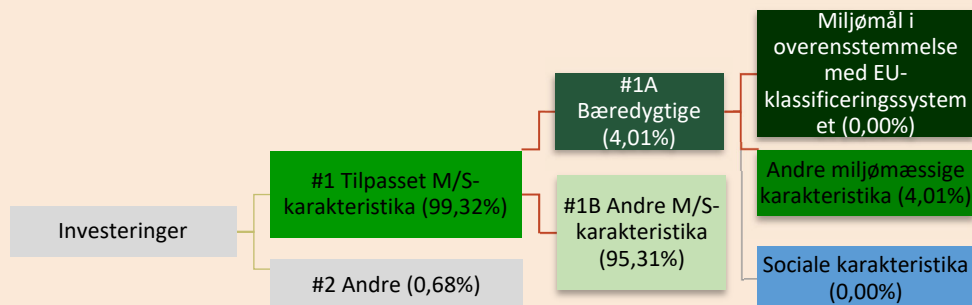 Investeringer
#1 Tilpasset M/S-
karakteristika (99,32%)
#2 Andre (0,68%)
#1A
Bæredygtige
(4,01%)
#1B Andre M/S-
karakteristika
(95,31%)
Miljømål i
overensstemmelse
med EU-
klassificeringssystem
et (0,00%)
Andre miljømæssige
karakteristika (4,01%)
Sociale karakteristika
(0,00%)